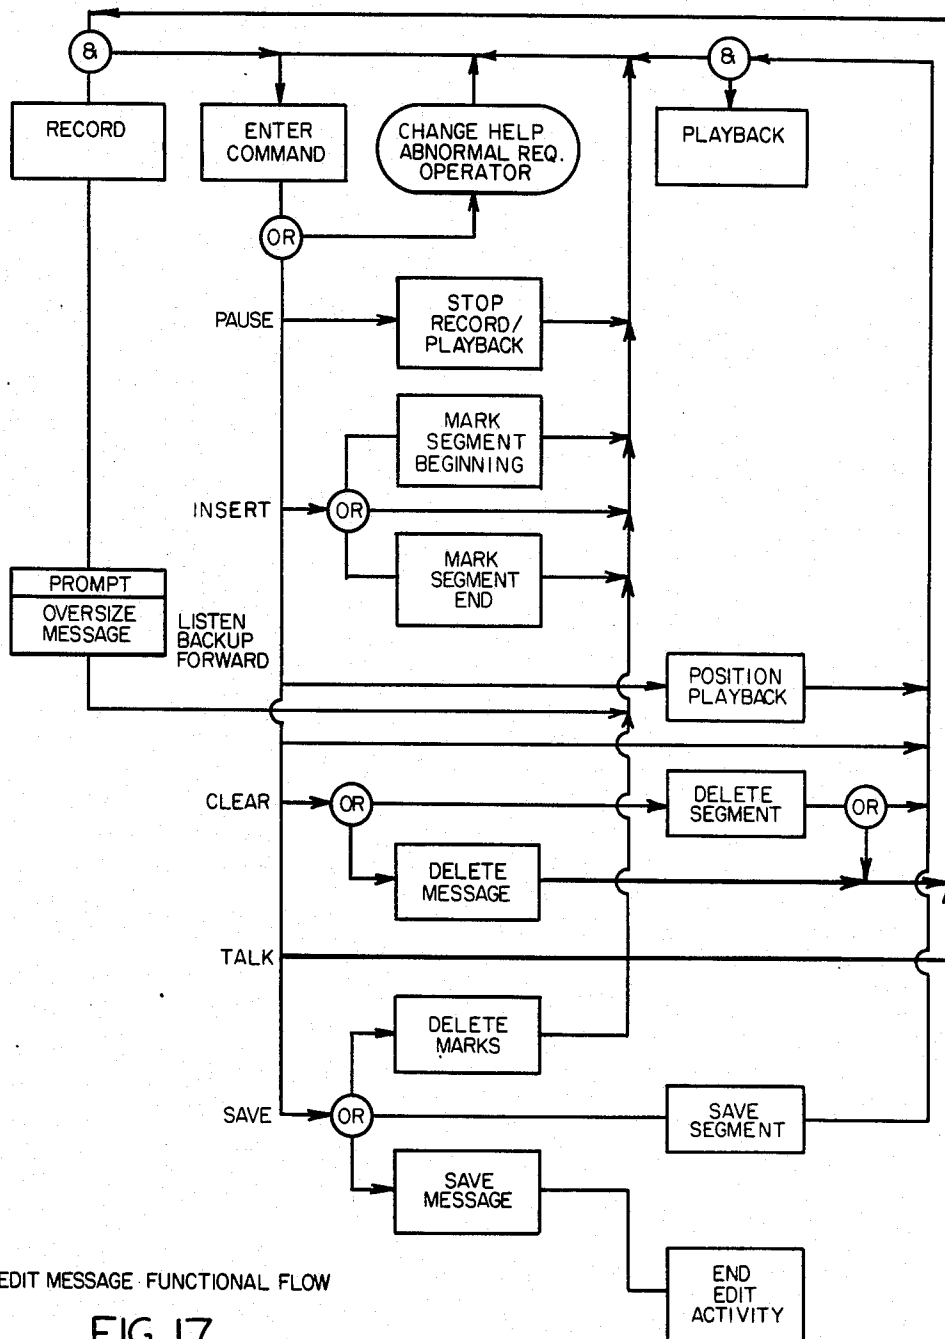 &
&
RECORD
ENTER
COMMAND
CHANGE HELP
ABNORMAL REQ.
OPERATOR
PLAYBACK
OR
PAUSE
STOP
RECORD/
PLAYBACK
MARK
SEGMENT
BEGINNING
INSERT
OR
MARK
SEGMENT
END
PROMPT
OVERSIZE
MESSAGE
LISTEN
BACKUP
FORWARD
POSITION
PLAYBACK
CLEAR
OR
DELETE
SEGMENT
OR
DELETE
MESSAGE
TALK
DELETE
MARKS
SAVE
OR
SAVE
SEGMENT
SAVE
MESSAGE
END
EDIT
ACTIVITY
EDIT MESSAGE FUNCTIONAL FLOW
FIG. 17